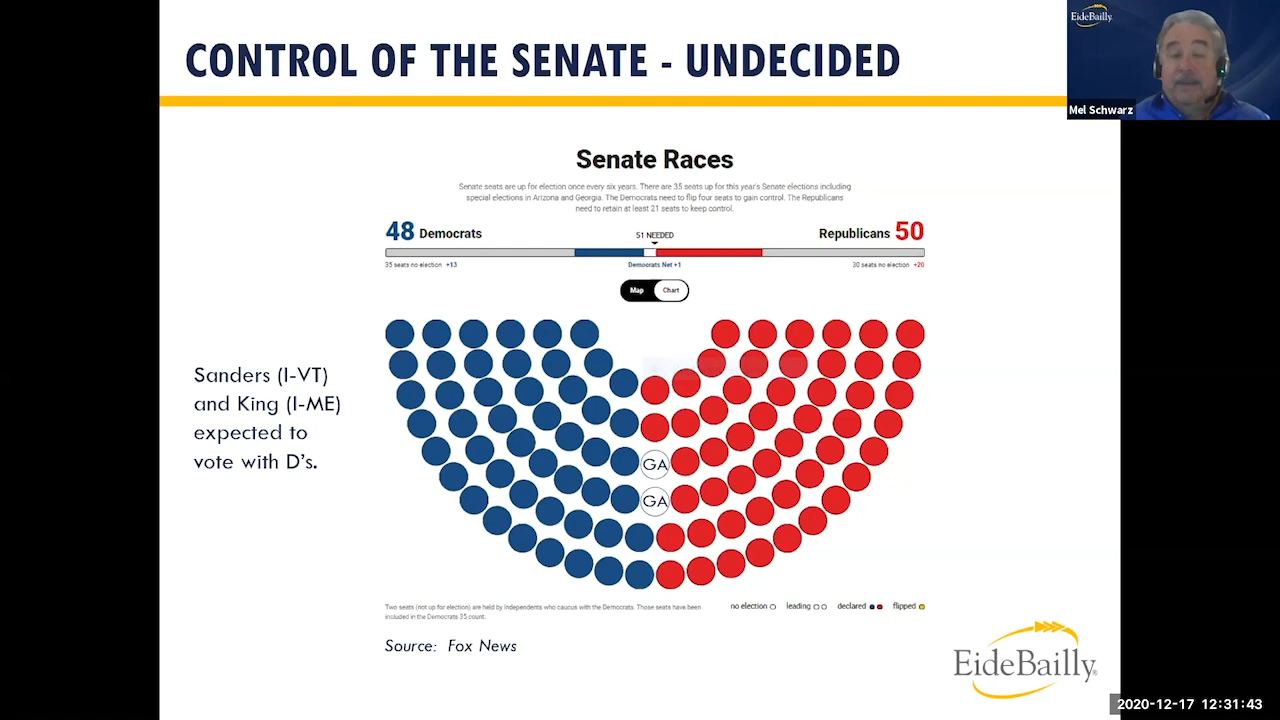 CONTROL OF THE SENATE - UNDECIDED
EideBailly
Mel Schwarz
Senate Races
Senate seats are up for election once every six years. There are 35 seats up for this year's Senate elections including
special elections in Arizona and Georgia. The Democrats need to flip four seats to gain control. The Republicans
need to retain at least 21 seats to keep control.
48 Democrats
51 NEEDED
Republicans 50
35 seats no election +13
Democrats Net +1
30 seats no election +20
Map
Chart
Sanders (I-VT)
and King (I-ME)
expected to
vote with D's.
GA
GA
Two seats (not up for election) are held by Independents who caucus with the Democrats. Those seats have been
included in the Democrats 35 count.
no election
leading
declared
flipped
Source: Fox News
EideBailly®
2020-12-17 12:31:43